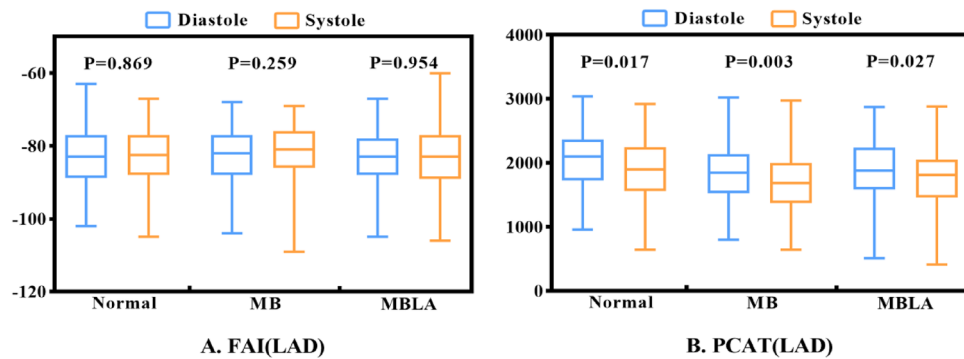 Diastole Systole
P=0.869 P=0.259 P=0.954
-60
-80
-100
-120
Normal MB MBLA
A. FAI(LAD)
Diastole Systole
4000
P=0.017 P=0.003 P=0.027
3000
2000
1000
0
Normal MB MBLA
B. PCAT(LAD)